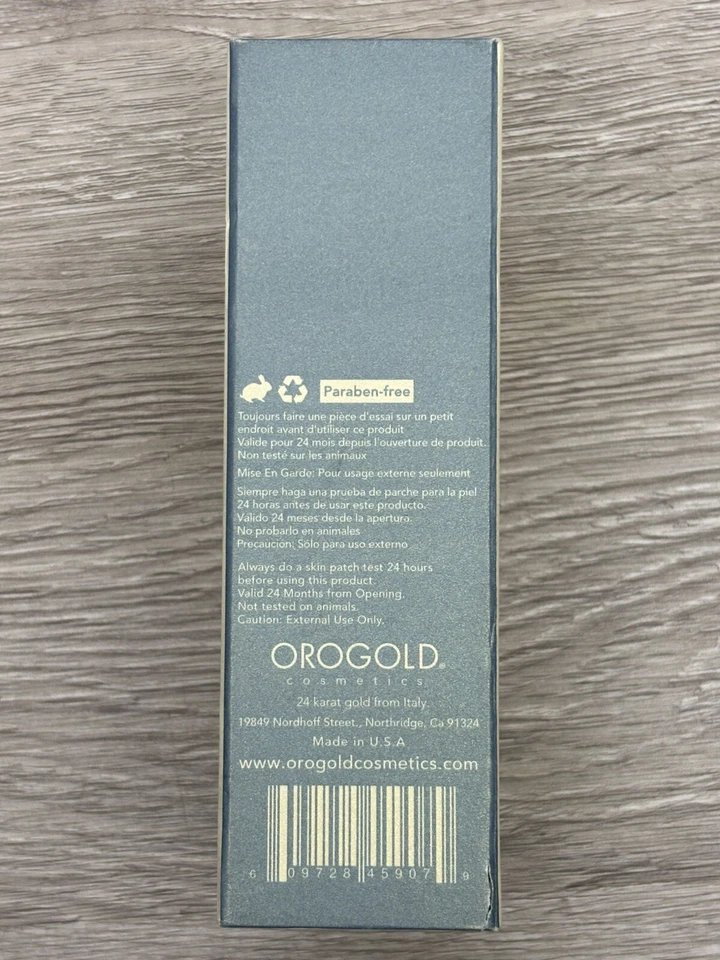 Paraben-free
Toujours faire une pièce d'essai sur un petit
endroit avant d'utiliser ce produit
Valide pour 24 mois depuis l'ouverture de produit.
Non testé sur les animaux
Mise En Garde: Pour usage externe seulement
Siempre haga una prueba de parche para la piel
24 horas antes de usar este producto.
Valido 24 meses desde la apertura.
No probarlo en animales
Precaución: Sólo para uso externo
Always do a skin patch test 24 hours
before using this product.
Valid 24 Months from Opening.
Not tested on animals.
Caution: External Use Only.
OROGOLD®
cosmetics
24 karat gold from Italy
19849 Nordhoff Street., Northridge, Ca 91324
Made in U.S.A
www.orogoldcosmetics.com
6 09728 45907 9